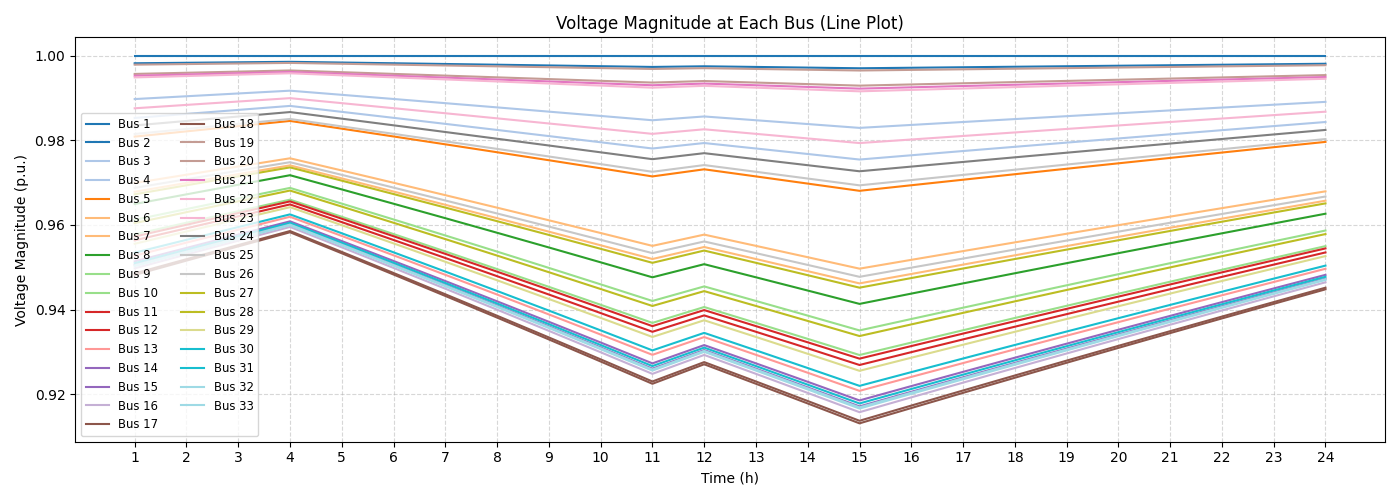 Voltage Magnitude at Each Bus (Line Plot)
Voltage Magnitude (p.u.)
1.00
0.98
0.96
0.94
0.92
Bus 1
Bus 2
Bus 3
Bus 4
Bus 5
Bus 6
Bus 7
Bus 8
Bus 9
Bus 10
Bus 11
Bus 12
Bus 13
Bus 14
Bus 15
Bus 16
Bus 17
Bus 18
Bus 19
Bus 20
Bus 21
Bus 22
Bus 23
Bus 24
Bus 25
Bus 26
Bus 27
Bus 28
Bus 29
Bus 30
Bus 31
Bus 32
Bus 33
1 2 3 4 5 6 7 8 9 10 11 12 13 14 15 16 17 18 19 20 21 22 23 24
Time (h)